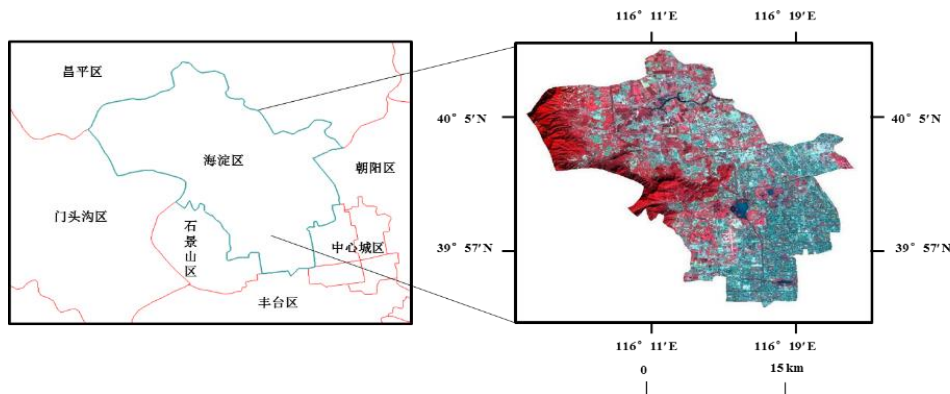 116° 11′E 116° 19′E
昌平区
海淀区
朝阳区
门头沟区
石景山区
中心城区
丰台区
40° 5′N 40° 5′N
39° 57′N 39° 57′N
116° 11′E 116° 19′E
0 15 km